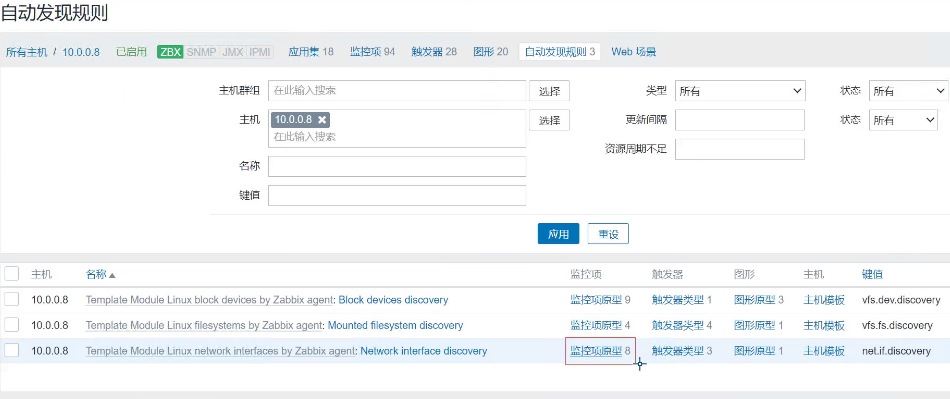 自动发现规则
所有主机 / 10.0.0.8 已启用 ZBX SNMP JMX IPMI 应用集 18 监控项 94 触发器 28 图形 20 自动发现规则 3 Web 场景
主机群组 在此输入搜索 选择 类型 所有 状态 所有
主机 10.0.0.8 选择 更新间隔 状态 所有
在此输入搜索
资源周期不足
名称
键值
应用 重设
主机 名称 监控项 触发器 图形 主机 键值
10.0.0.8 Template Module Linux block devices by Zabbix agent: Block devices discovery 监控项原型 9 触发器类型 1 图形原型 3 主机模板 vfs.dev.discovery
10.0.0.8 Template Module Linux filesystems by Zabbix agent: Mounted filesystem discovery 监控项原型 4 触发器类型 4 图形原型 1 主机模板 vfs.fs.discovery
10.0.0.8 Template Module Linux network interfaces by Zabbix agent: Network interface discovery 监控项原型 8 触发器类型 3 图形原型 1 主机模板 net.if.discovery